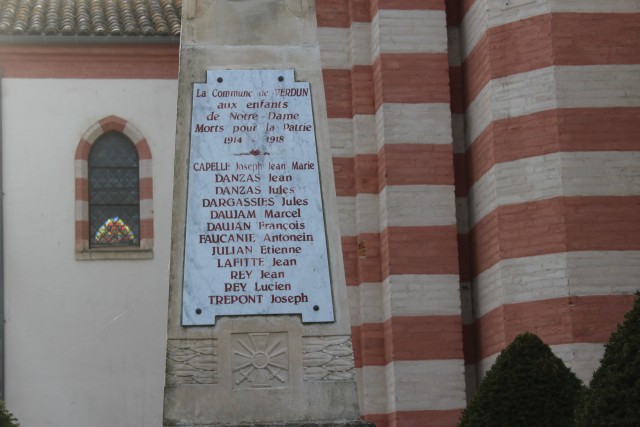 La Commune de VERDUN
aux enfants
de Notre-Dame
Morts pour la Patrie
1914 - 1918
CAPELLE Joseph Jean Marie
DANZAS Jean
DANZAS Jules
DARGASSIES Jules
DAUJAM Marcel
DAUJAN François
FAUCANIE Antonein
JULIAN Etienne
LAFITTE Jean
REY Jean
REY Lucien
TREPONT Joseph